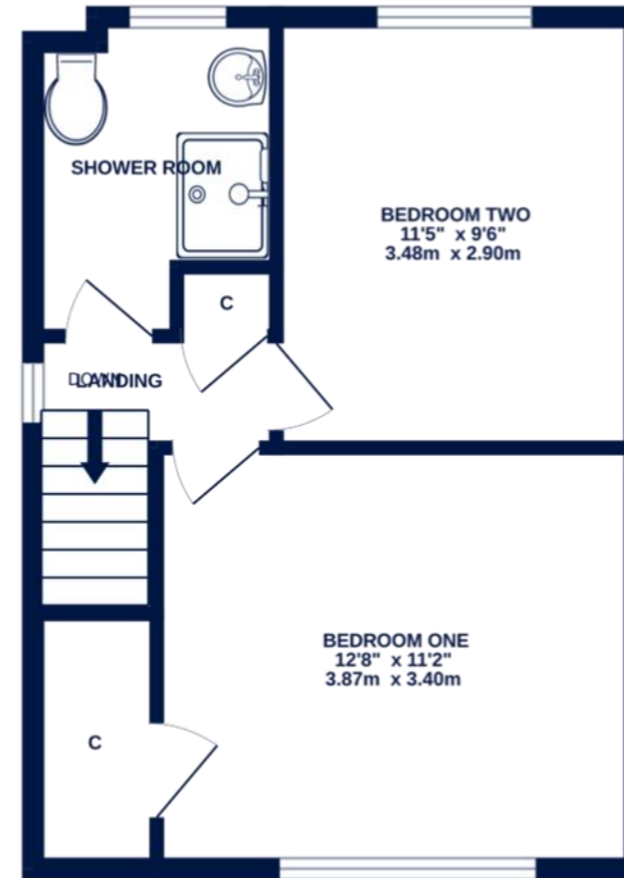 SHOWER ROOM
BEDROOM TWO
11'5" x 9'6"
3.48m x 2.90m
C
DOWN
LANDING
BEDROOM ONE
12'8" x 11'2"
3.87m x 3.40m
C